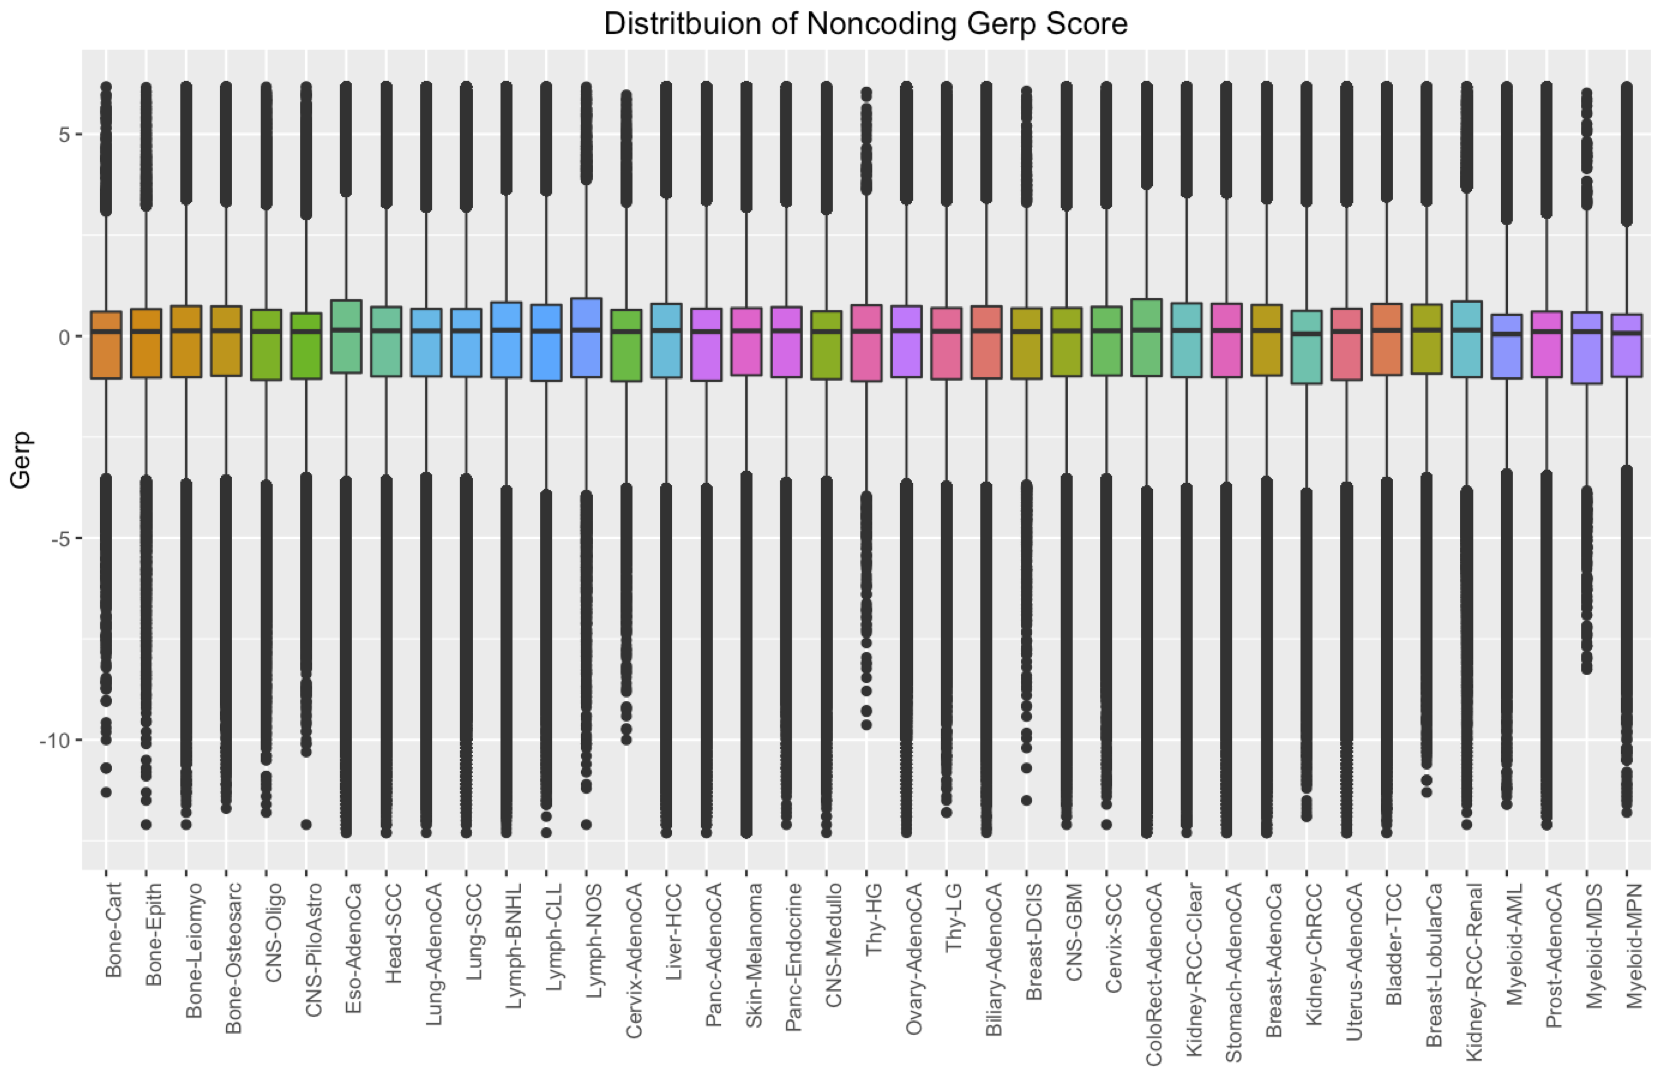 Distritbuion of Noncoding Gerp Score
Gerp
5
0
-5
-10
Bone-Cart
Bone-Epith
Bone-Leiomyo
Bone-Osteosarc
CNS-Oligo
CNS-PiloAstro
Eso-AdenoCa
Head-SCC
Lung-AdenoCA
Lung-SCC
Lymph-BNHL
Lymph-CLL
Lymph-NOS
Cervix-AdenoCA
Liver-HCC
Panc-AdenoCA
Skin-Melanoma
Panc-Endocrine
CNS-Medullo
Thy-HG
Ovary-AdenoCA
Thy-LG
Biliary-AdenoCA
Breast-DCIS
CNS-GBM
Cervix-SCC
ColoRect-AdenoCA
Kidney-RCC-Clear
Stomach-AdenoCA
Breast-AdenoCa
Kidney-ChRCC
Uterus-AdenoCA
Bladder-TCC
Breast-LobularCa
Kidney-RCC-Renal
Myeloid-AML
Prost-AdenoCA
Myeloid-MDS
Myeloid-MPN